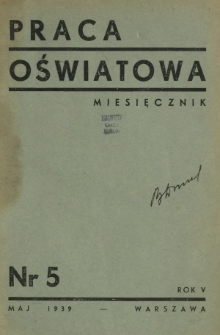 PRACA
OŚWIATOWA
MIESIĘCZNIK
Nr 5
ROK V
MAJ 1939 — WARSZAWA